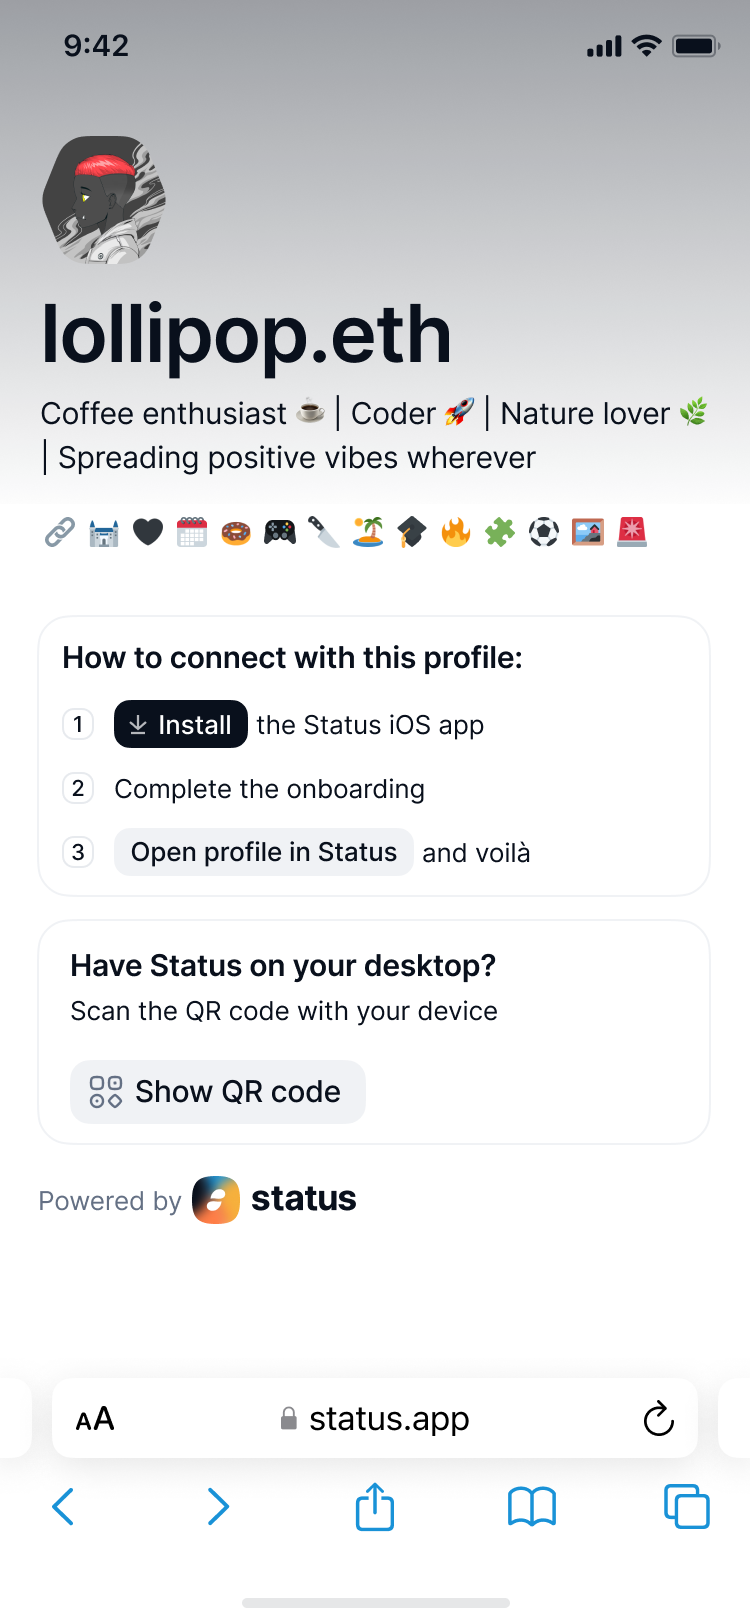 9:42
lollipop.eth
Coffee enthusiast ☕ | Coder 🚀 | Nature lover 🌿
| Spreading positive vibes wherever
🔗 🏰 🖤 🗓️ 🍩 🎮 🔪 🏝️ 🎓 🔥 🧩 ⚽ 🖼️ 🚨
How to connect with this profile:
1 Install the Status iOS app
2 Complete the onboarding
3 Open profile in Status and voilà
Have Status on your desktop?
Scan the QR code with your device
Show QR code
Powered by status
AA status.app